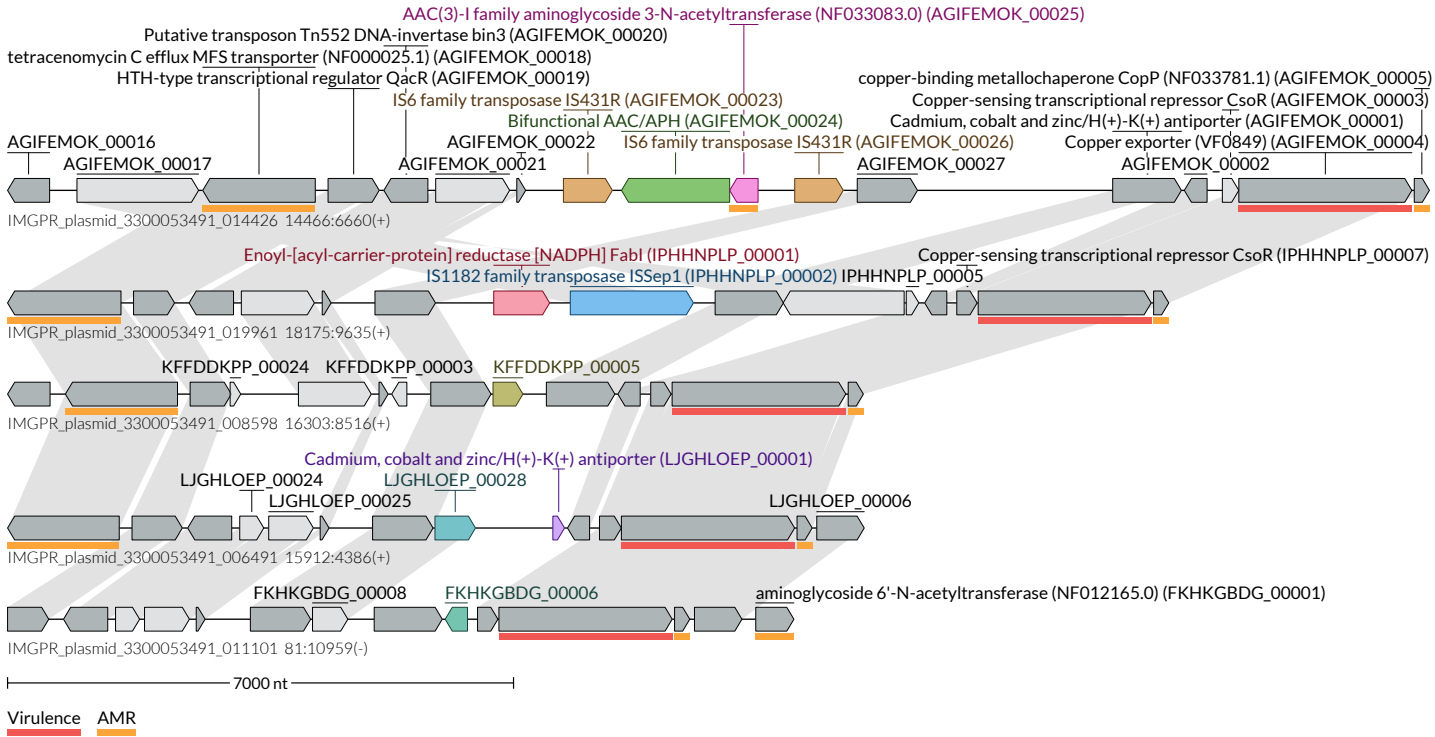 AAC(3)-I family aminoglycoside 3-N-acetyltransferase (NF033083.0) (AGIFEMOK_00025)
Putative transposon Tn552 DNA-invertase bin3 (AGIFEMOK_00020)
tetracenomycin C efflux MFS transporter (NF000025.1) (AGIFEMOK_00018)
HTH-type transcriptional regulator QacR (AGIFEMOK_00019) copper-binding metallochaperone CopP (NF033781.1) (AGIFEMOK_00005)
IS6 family transposase IS431R (AGIFEMOK_00023) Copper-sensing transcriptional repressor CsoR (AGIFEMOK_00003)
Bifunctional AAC/APH (AGIFEMOK_00024) Cadmium, cobalt and zinc/H(+)-K(+) antiporter (AGIFEMOK_00001)
AGIFEMOK_00016 AGIFEMOK_00022 IS6 family transposase IS431R (AGIFEMOK_00026) Copper exporter (VF0849) (AGIFEMOK_00004)
AGIFEMOK_00017 AGIFEMOK_00021 AGIFEMOK_00027 AGIFEMOK_00002
IMGPR_plasmid_3300053491_014426 14466:6660(+)
Enoyl-[acyl-carrier-protein] reductase [NADPH] FabI (IPHHNPLP_00001) Copper-sensing transcriptional repressor CsoR (IPHHNPLP_00007)
IS1182 family transposase ISSep1 (IPHHNPLP_00002) IPHHNPLP_00005
IMGPR_plasmid_3300053491_019961 18175:9635(+)
KFFDDKPP_00024 KFFDDKPP_00003 KFFDDKPP_00005
IMGPR_plasmid_3300053491_008598 16303:8516(+)
Cadmium, cobalt and zinc/H(+)-K(+) antiporter (LJGHLOEP_00001)
LJGHLOEP_00024 LJGHLOEP_00028
LJGHLOEP_00025 LJGHLOEP_00006
IMGPR_plasmid_3300053491_006491 15912:4386(+)
FKHKGBDG_00008 FKHKGBDG_00006 aminoglycoside 6'-N-acetyltransferase (NF012165.0) (FKHKGBDG_00001)
IMGPR_plasmid_3300053491_011101 81:10959(-)
7000 nt
Virulence AMR